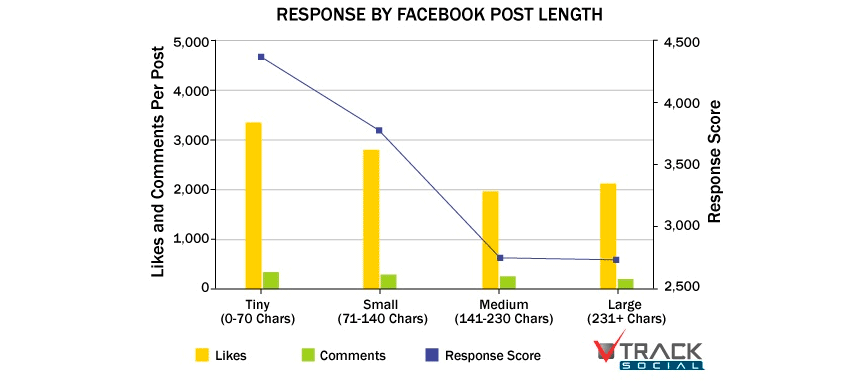 RESPONSE BY FACEBOOK POST LENGTH
Likes and Comments Per Post
5,000
4,000
3,000
2,000
1,000
0
4,500
4,000
3,500
3,000
2,500
Response Score
Tiny
(0-70 Chars)
Small
(71-140 Chars)
Medium
(141-230 Chars)
Large
(231+ Chars)
Likes
Comments
Response Score
TRACK
SOCIAL